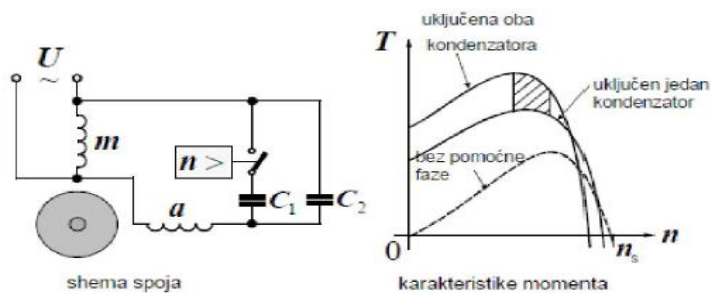 U
~
m
n >
C₁
C₂
a
shema spoja
T
uključena oba
kondenzatora
uključen jedan
kondenzator
bez pomoćne
faze
0
nₛ
n
karakteristike momenta